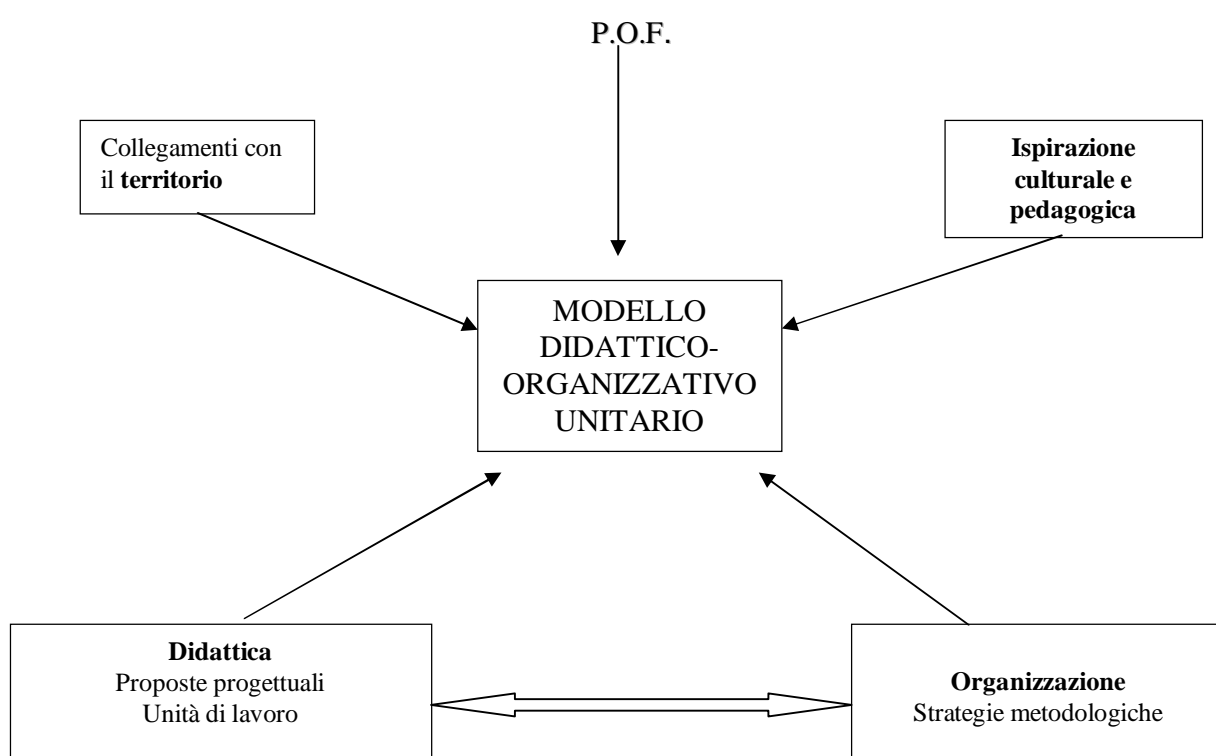 P.O.F.
Collegamenti con
il territorio
Ispirazione
culturale e
pedagogica
MODELLO
DIDATTICO-
ORGANIZZATIVO
UNITARIO
Didattica
Proposte progettuali
Unità di lavoro
Organizzazione
Strategie metodologiche